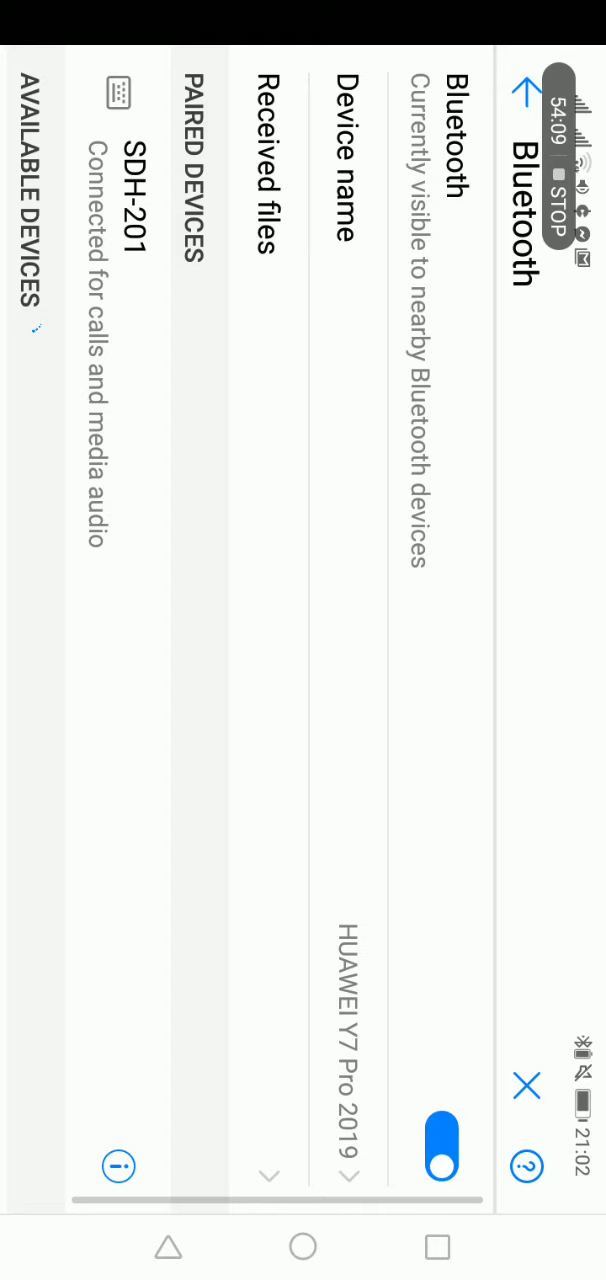 54:09 STOP
21:02
Bluetooth
Bluetooth
Currently visible to nearby Bluetooth devices
Device name
HUAWEI Y7 Pro 2019
Received files
PAIRED DEVICES
SDH-201
Connected for calls and media audio
AVAILABLE DEVICES